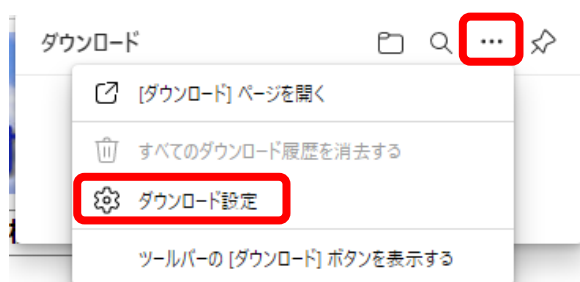 ダウンロード
[ダウンロード] ページを開く
すべてのダウンロード履歴を消去する
ダウンロード設定
ツールバーの [ダウンロード] ボタンを表示する